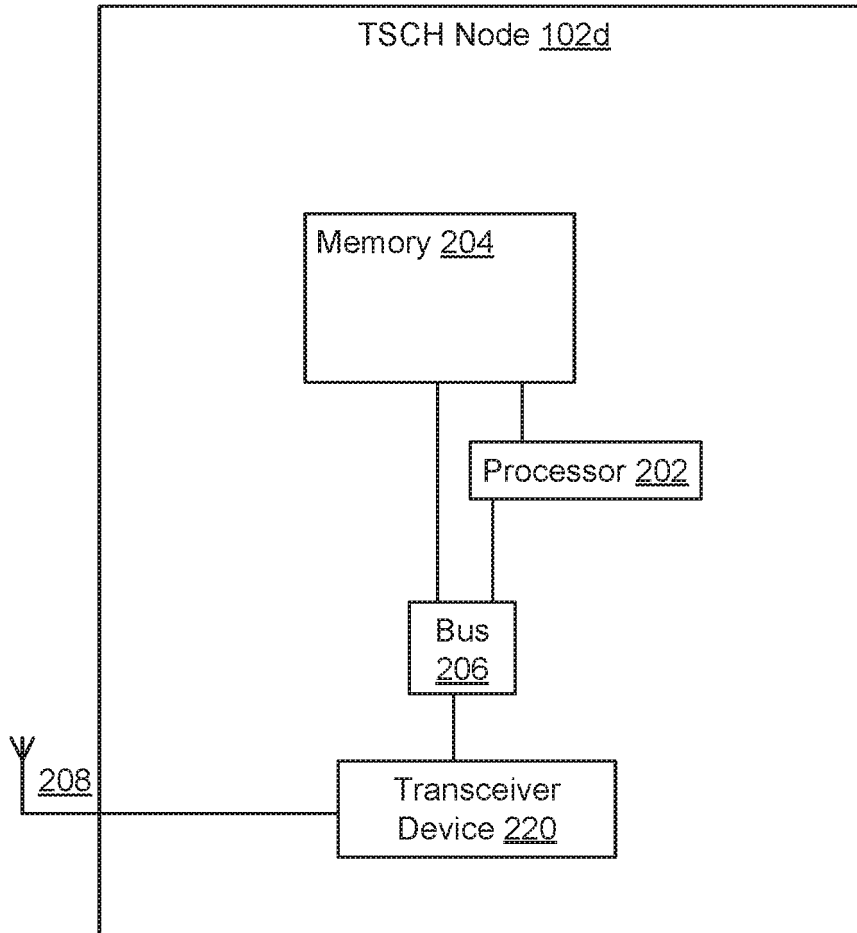 TSCH Node 102d
Memory 204
Processor 202
Bus
206
208
Transceiver
Device 220